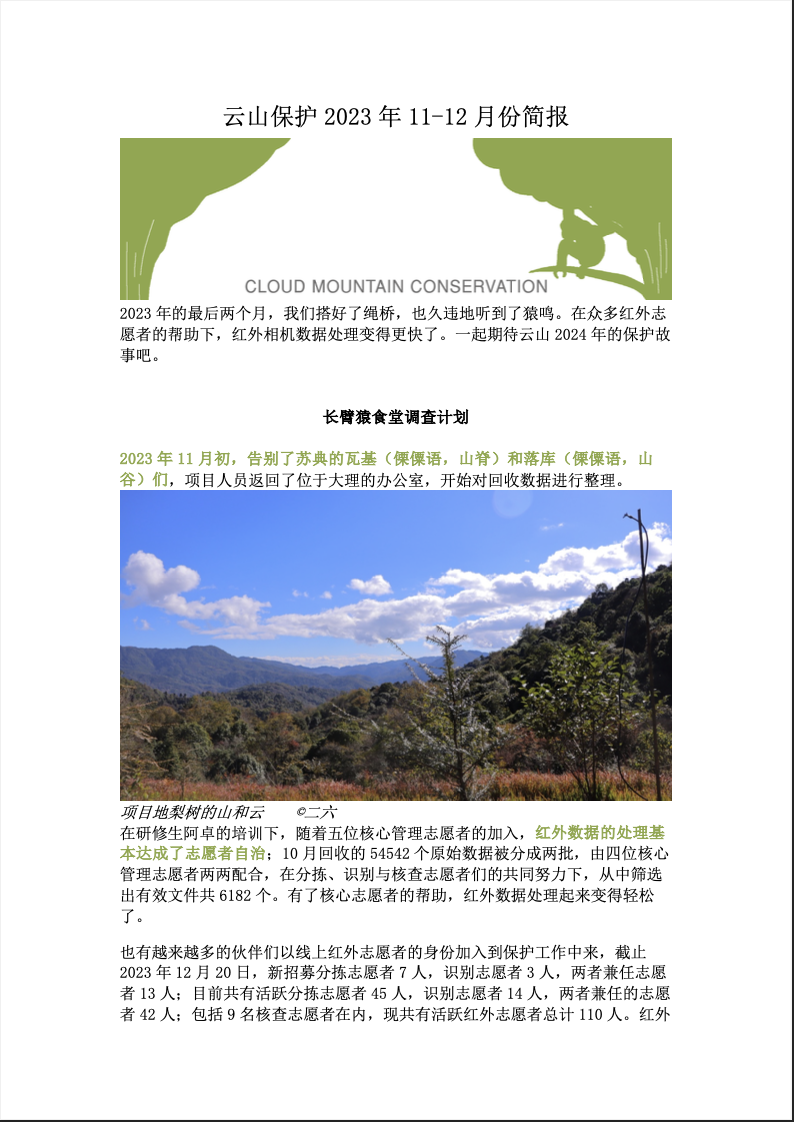 云山保护 2023 年 11-12 月份简报
CLOUD MOUNTAIN CONSERVATION
2023 年的最后两个月，我们搭好了绳桥，也久违地听到了猿鸣。在众多红外志
愿者的帮助下，红外相机数据处理变得更快了。一起期待云山 2024 年的保护故
事吧。
长臂猿食堂调查计划
2023 年 11 月初，告别了苏典的瓦基（傈僳语，山脊）和落库（傈僳语，山
谷）们，项目人员返回了位于大理的办公室，开始对回收数据进行整理。
项目地梨树的山和云 ©二六
在研修生阿卓的培训下，随着五位核心管理志愿者的加入，红外数据的处理基
本达成了志愿者自治；10 月回收的 54542 个原始数据被分成两批，由四位核心
管理志愿者两两配合，在分拣、识别与核查志愿者们的共同努力下，从中筛选
出有效文件共 6182 个。有了核心志愿者的帮助，红外数据处理起来变得轻松
了。
也有越来越多的伙伴们以线上红外志愿者的身份加入到保护工作中来，截止
2023 年 12 月 20 日，新招募分拣志愿者 7 人，识别志愿者 3 人，两者兼任志愿
者 13 人；目前共有活跃分拣志愿者 45 人，识别志愿者 14 人，两者兼任的志愿
者 42 人；包括 9 名核查志愿者在内，现共有活跃红外志愿者总计 110 人。红外